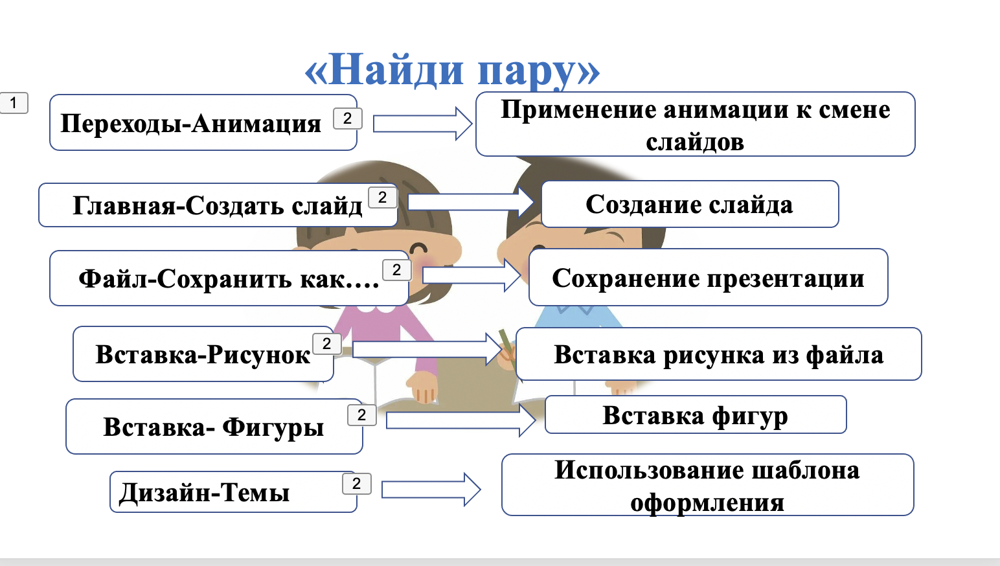 «Найди пару»
1
Переходы-Анимация
2
Применение анимации к смене
слайдов
Главная-Создать слайд
2
Создание слайда
Файл-Сохранить как....
2
Сохранение презентации
Вставка-Рисунок
2
Вставка рисунка из файла
Вставка- Фигуры
2
Вставка фигур
Дизайн-Темы
2
Использование шаблона
оформления